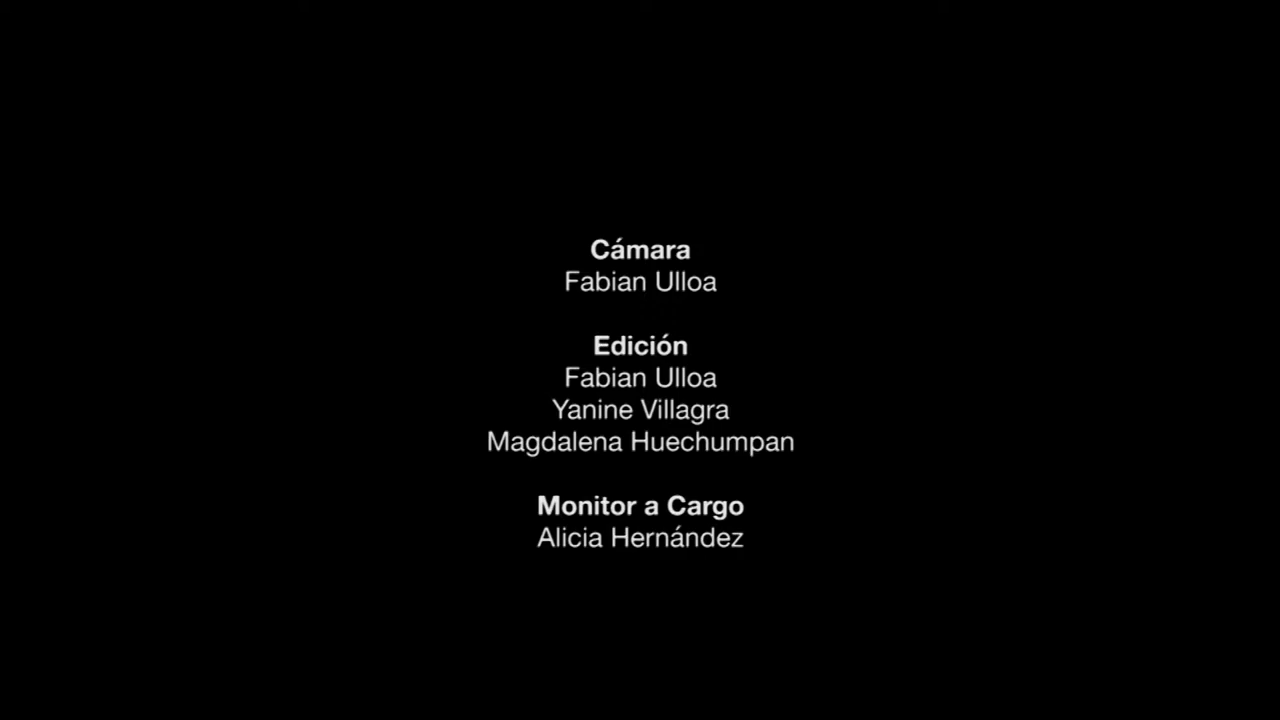 Cámara
Fabian Ulloa
Edición
Fabian Ulloa
Yanine Villagra
Magdalena Huechumpan
Monitor a Cargo
Alicia Hernández